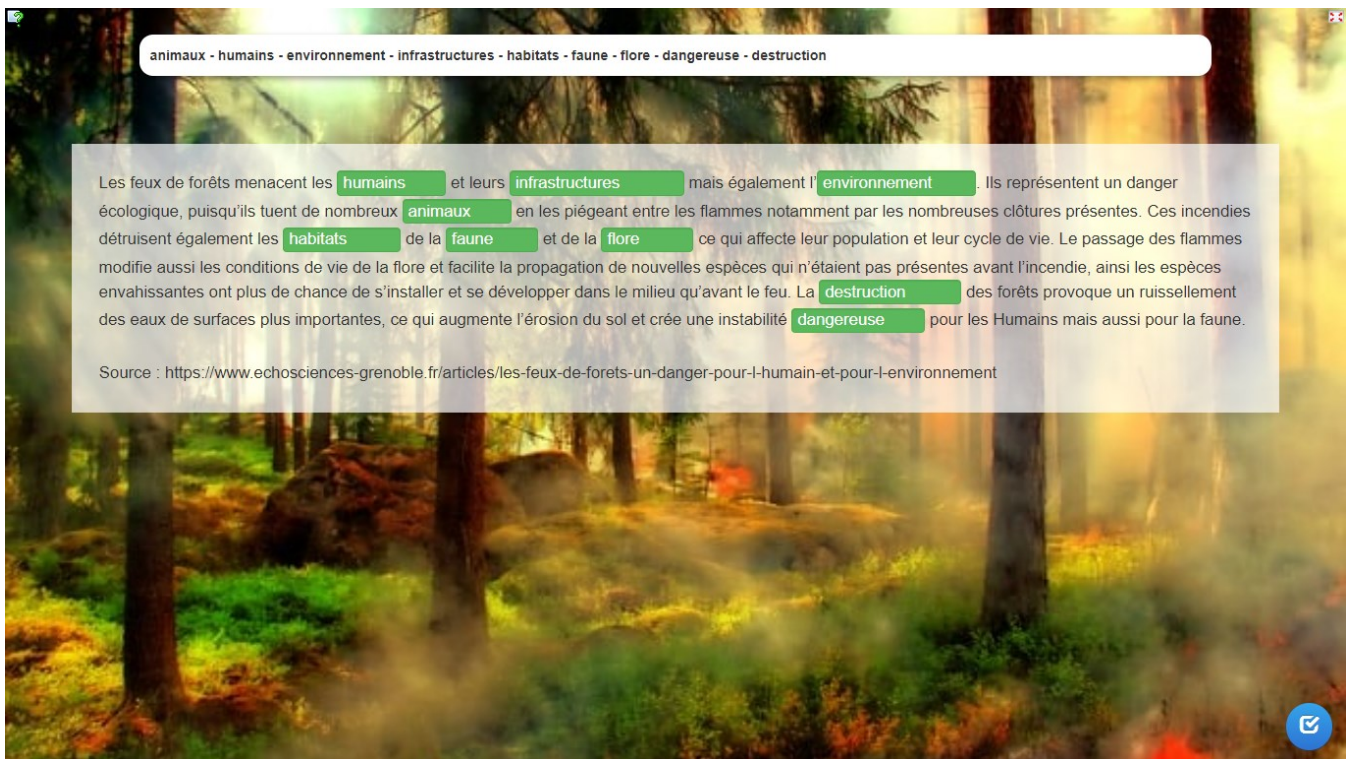 animaux - humains - environnement - infrastructures - habitats - faune - flore - dangereuse - destruction
Les feux de forêts menacent les humains et leurs infrastructures mais également l'environnement. Ils représentent un danger
écologique, puisqu'ils tuent de nombreux animaux en les piégeant entre les flammes notamment par les nombreuses clôtures présentes. Ces incendies
détruisent également les habitats de la faune et de la flore ce qui affecte leur population et leur cycle de vie. Le passage des flammes
modifie aussi les conditions de vie de la flore et facilite la propagation de nouvelles espèces qui n'étaient pas présentes avant l'incendie, ainsi les espèces
envahissantes ont plus de chance de s'installer et se développer dans le milieu qu'avant le feu. La destruction des forêts provoque un ruissellement
des eaux de surfaces plus importantes, ce qui augmente l'érosion du sol et crée une instabilité dangereuse pour les Humains mais aussi pour la faune.
Source : https://www.echosciences-grenoble.fr/articles/les-feux-de-forets-un-danger-pour-l-humain-et-pour-l-environnement